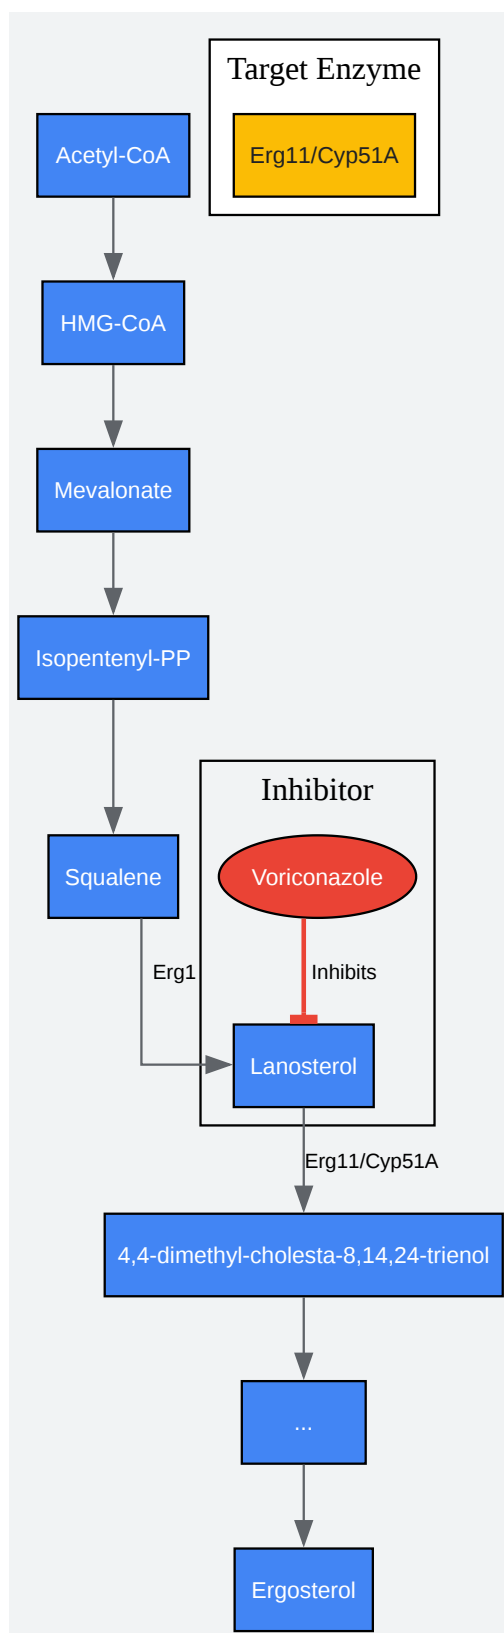 Target Enzyme
Acetyl-CoA
Erg11/Cyp51A
HMG-CoA
Mevalonate
Isopentenyl-PP
Inhibitor
Squalene
Voriconazole
Erg1
Inhibits
Lanosterol
Erg11/Cyp51A
4,4-dimethyl-cholesta-8,14,24-trienol
...
Ergosterol